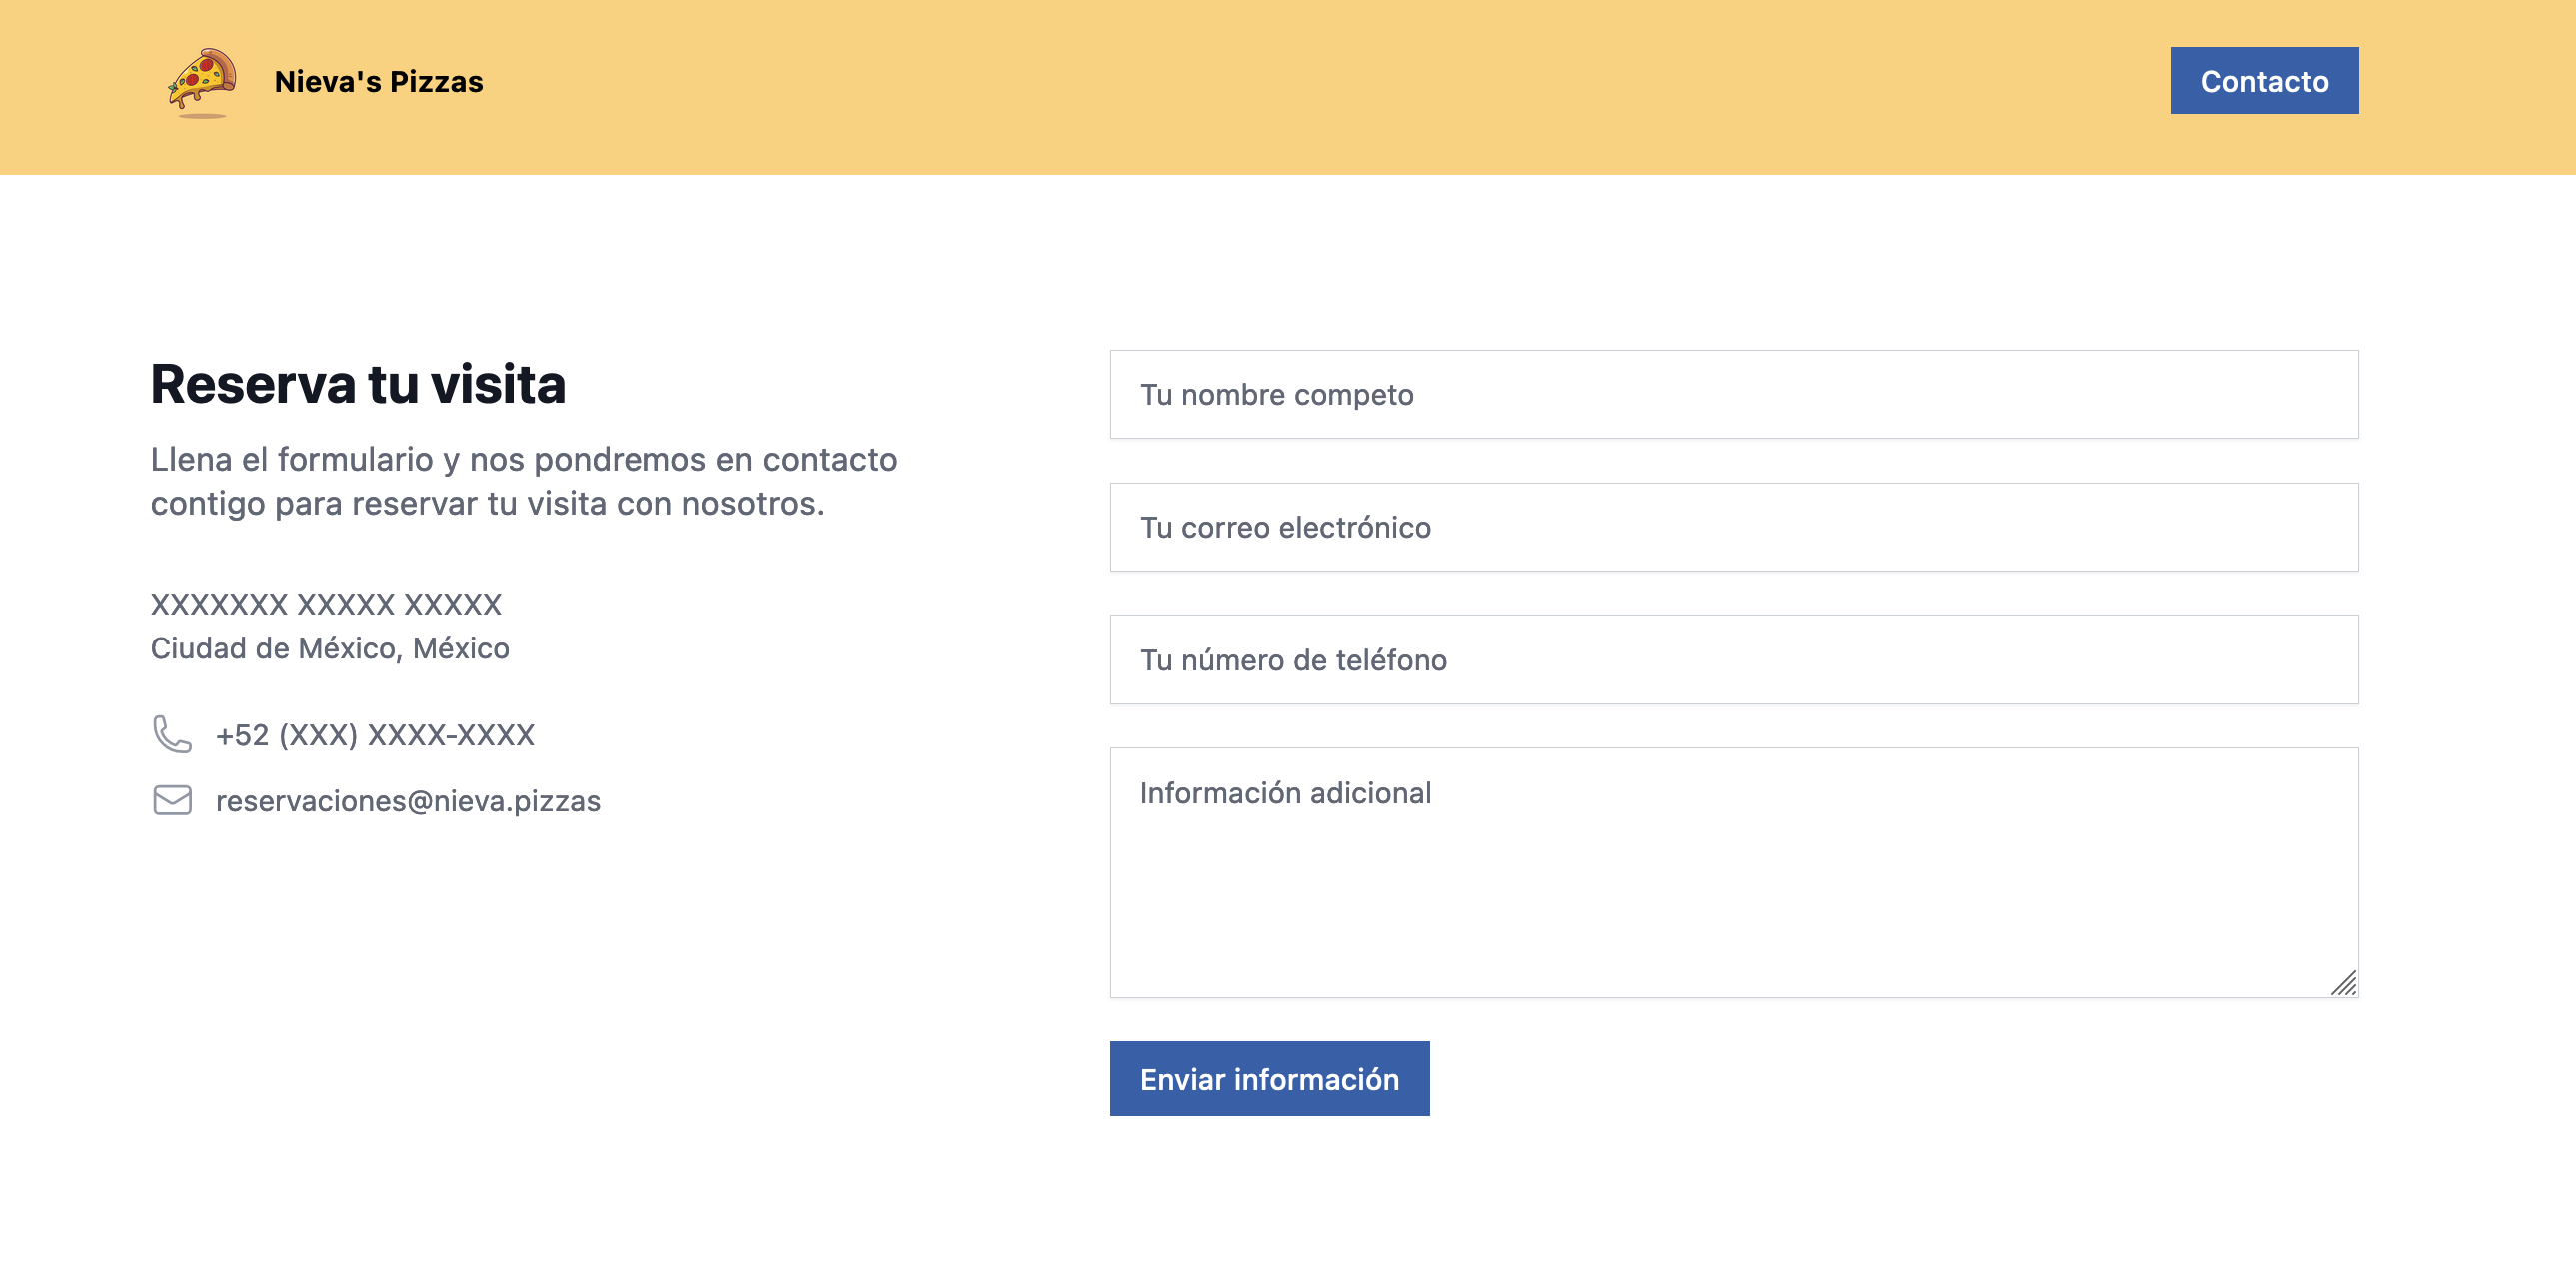 Nieva's Pizzas
Contacto
Reserva tu visita
Llena el formulario y nos pondremos en contacto
contigo para reservar tu visita con nosotros.
XXXXXXX XXXXX XXXXX
Ciudad de México, México
+52 (XXX) XXXX-XXXX
reservaciones@nieva.pizzas
Tu nombre competo
Tu correo electrónico
Tu número de teléfono
Información adicional
Enviar información